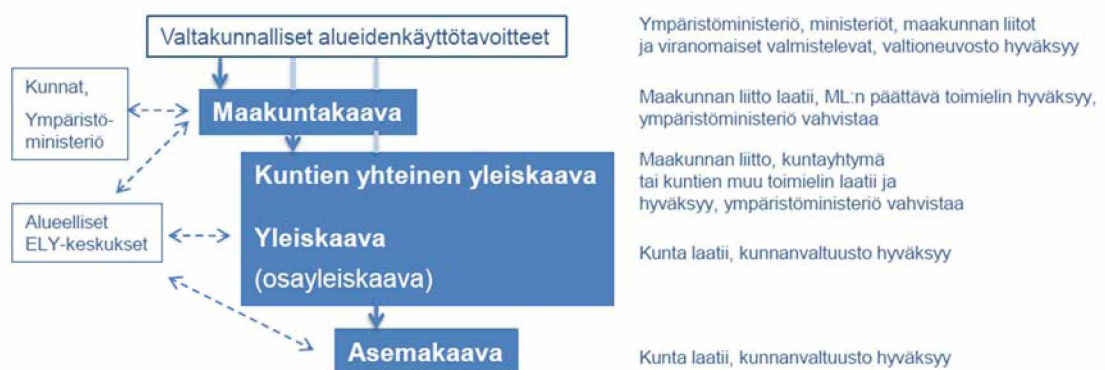 Valtakunnalliset alueidenkäyttötavoitteet
Ympäristöministeriö, ministeriöt, maakunnan liitot
ja viranomaiset valmistelevat, valtioneuvosto hyväksyy
Kunnat,
Ympäristö-
ministeriö
Maakuntakaava
Maakunnan liitto laatii, ML:n päättävä toimielin hyväksyy,
ympäristöministeriö vahvistaa
Kuntien yhteinen yleiskaava
Maakunnan liitto, kuntayhtymä
tai kuntien muu toimielin laatii ja
hyväksyy, ympäristöministeriö vahvistaa
Alueelliset
ELY-keskukset
Yleiskaava
(osayleiskaava)
Kunta laatii, kunnanvaltuusto hyväksyy
Asemakaava
Kunta laatii, kunnanvaltuusto hyväksyy